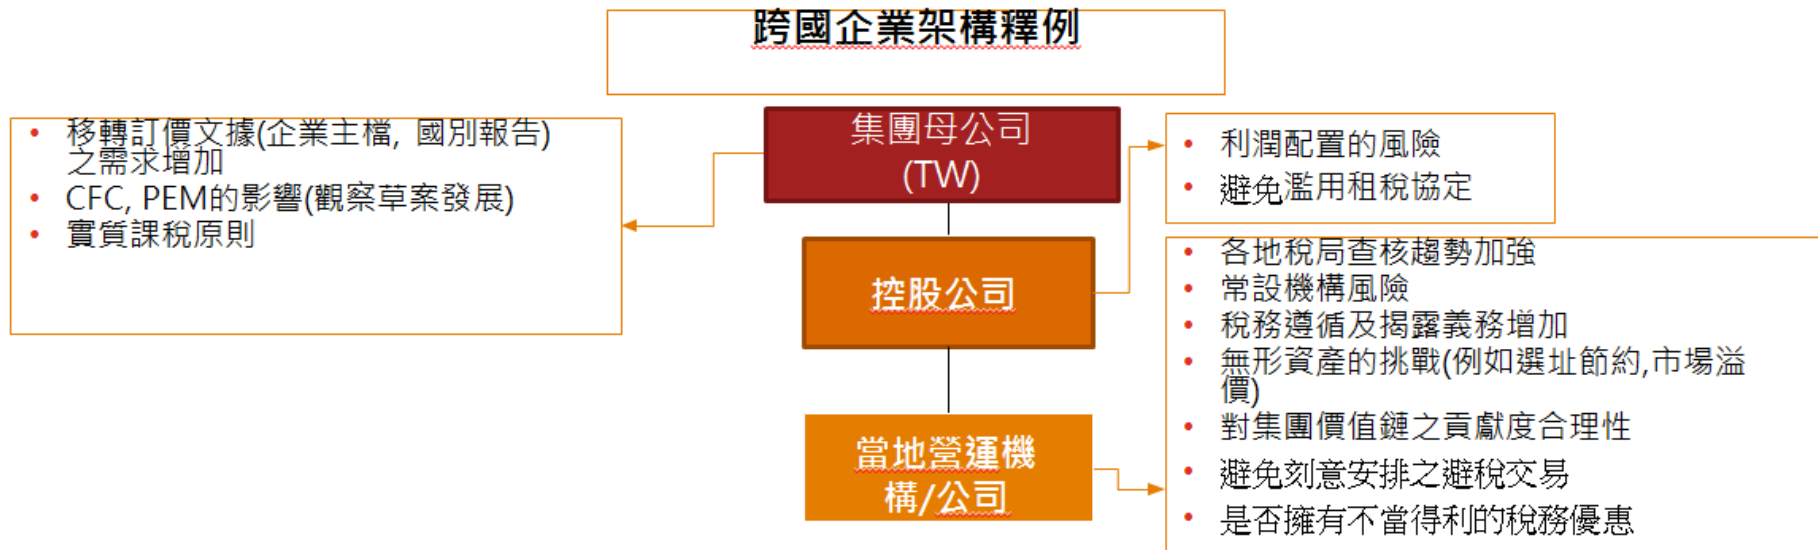 跨國企業架構釋例
• 移轉訂價文據(企業主檔, 國別報告)
之需求增加
• CFC, PEM的影響(觀察草案發展)
• 實質課稅原則
集團母公司
(TW)
控股公司
當地營運機
構/公司
• 利潤配置的風險
• 避免濫用租稅協定
• 各地稅局查核趨勢加強
• 常設機構風險
• 稅務遵循及揭露義務增加
• 無形資產的挑戰(例如選址節約,市場溢
價)
• 對集團價值鏈之貢獻度合理性
• 避免刻意安排之避稅交易
• 是否擁有不當得利的稅務優惠